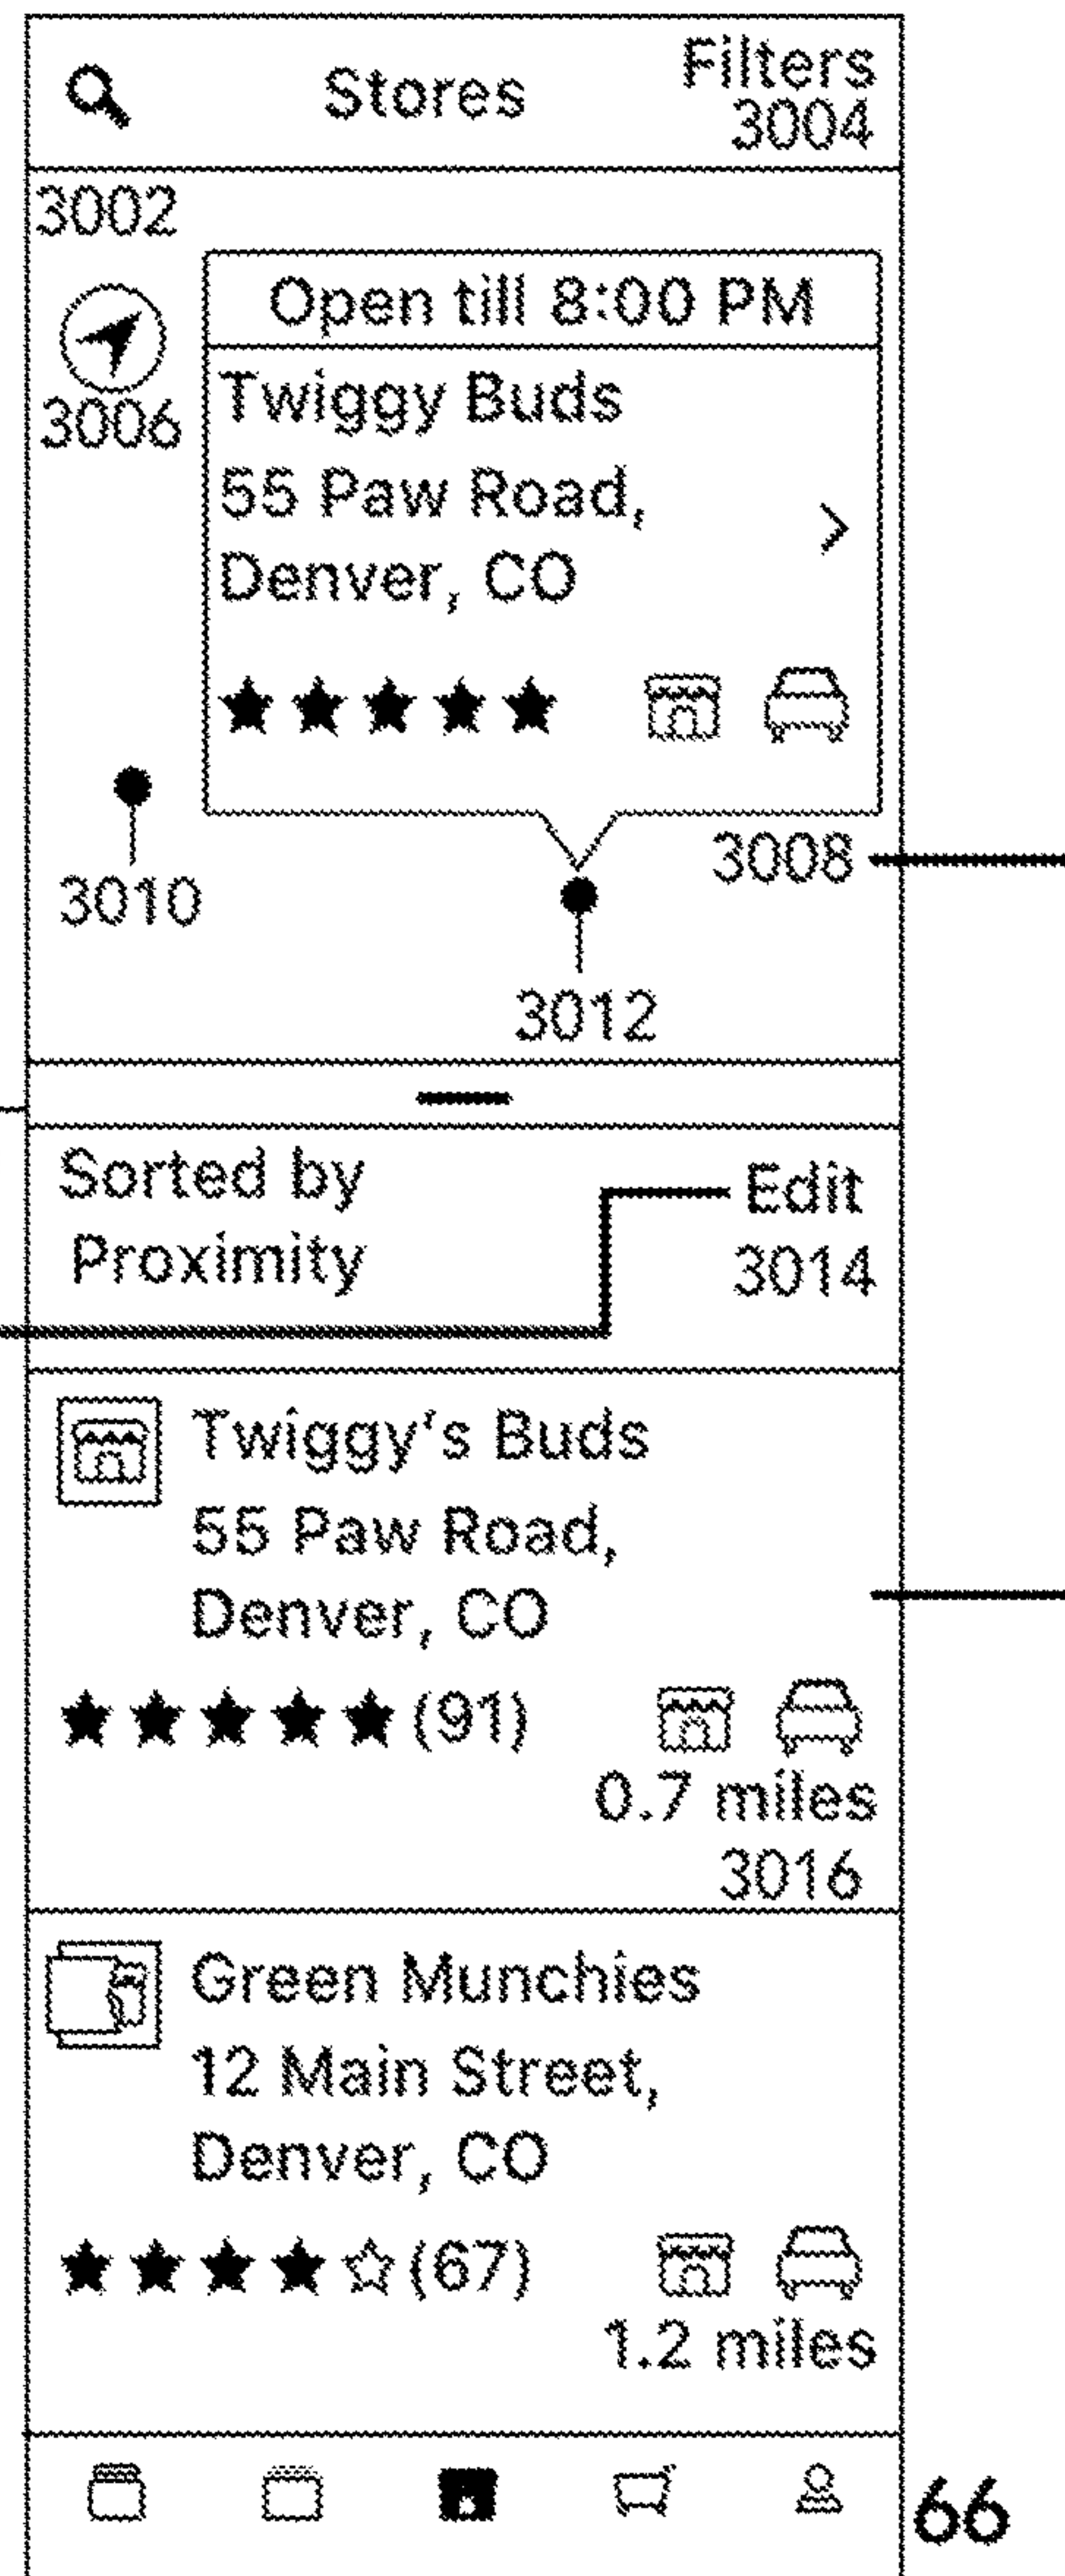 Stores
Filters
3004
3002
3006
Open till 8:00 PM
Twiggy Buds
55 Paw Road,
Denver, CO
3008
3010
3012
Sorted by
Proximity
Edit
3014
Twiggy's Buds
55 Paw Road,
Denver, CO
(91)
0.7 miles
3016
Green Munchies
12 Main Street,
Denver, CO
(67)
1.2 miles
66